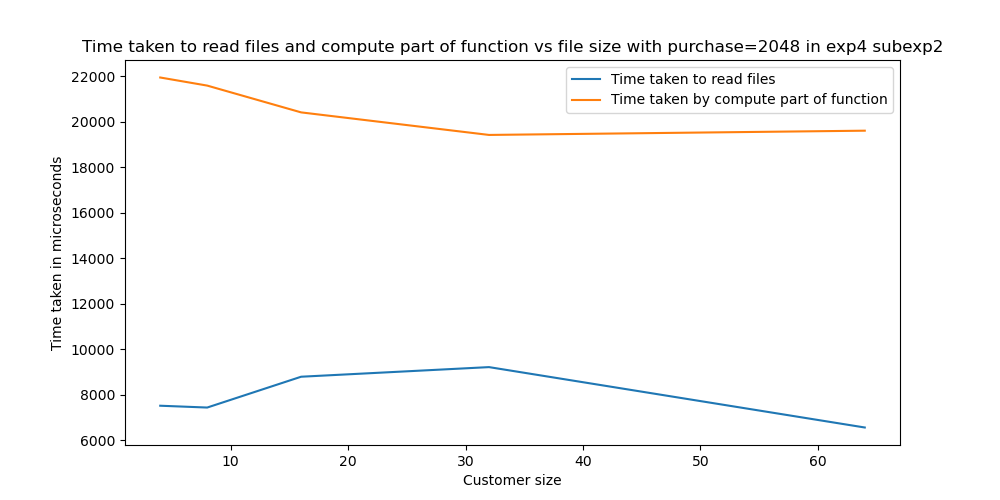 Time taken to read files and compute part of function vs file size with purchase=2048 in exp4 subexp2
Time taken to read files
Time taken by compute part of function
22000
20000
18000
16000
14000
12000
10000
8000
6000
Time taken in microseconds
10 20 30 40 50 60
Customer size